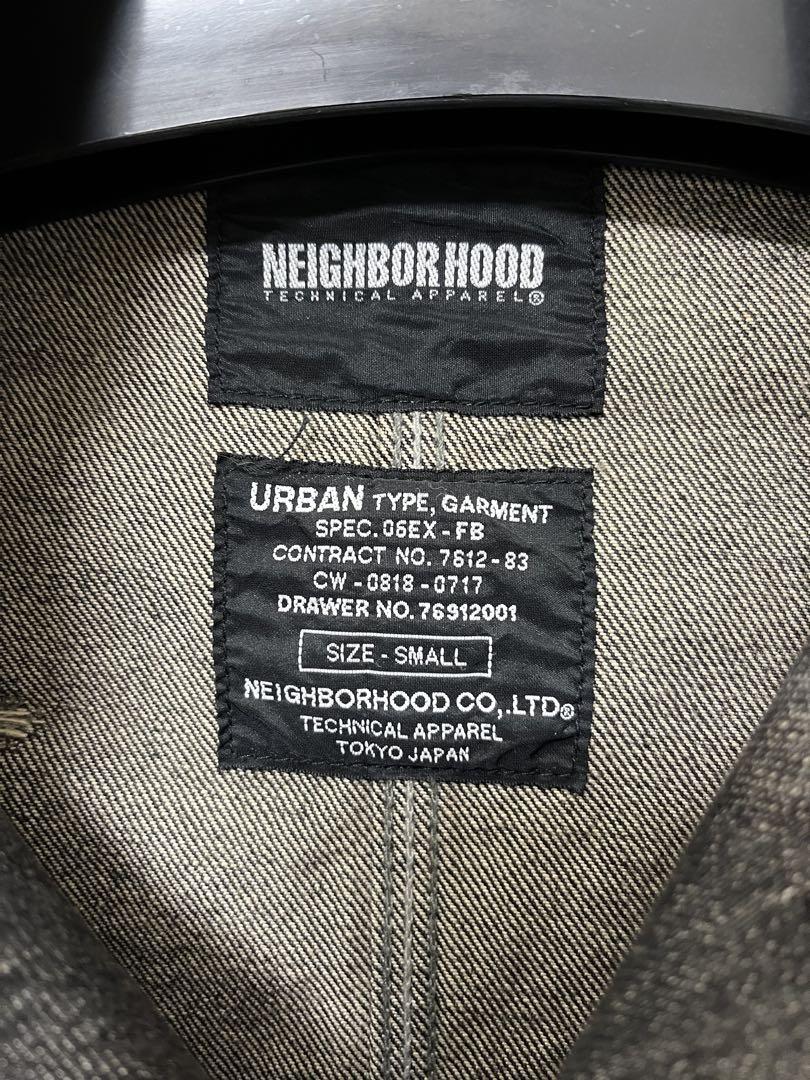 NEIGHBORHOOD
TECHNICAL APPAREL®
URBAN TYPE, GARMENT
SPEC. 06EX - FB
CONTRACT NO. 7612 - 83
CW - 0818 - 0717
DRAWER NO. 76912001
SIZE - SMALL
NEIGHBORHOOD CO,.LTD®
TECHNICAL APPAREL
TOKYO JAPAN